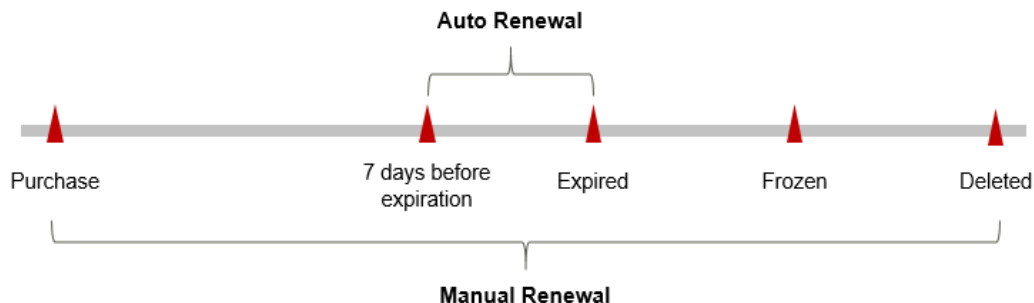 Auto Renewal
Purchase
7 days before
expiration
Expired
Frozen
Deleted
Manual Renewal